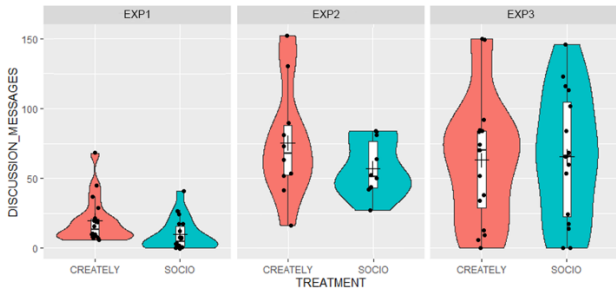 EXP1 EXP2 EXP3
DISCUSSION_MESSAGES
150
100
50
0
CREATELY SOCIO CREATELY SOCIO CREATELY SOCIO
TREATMENT